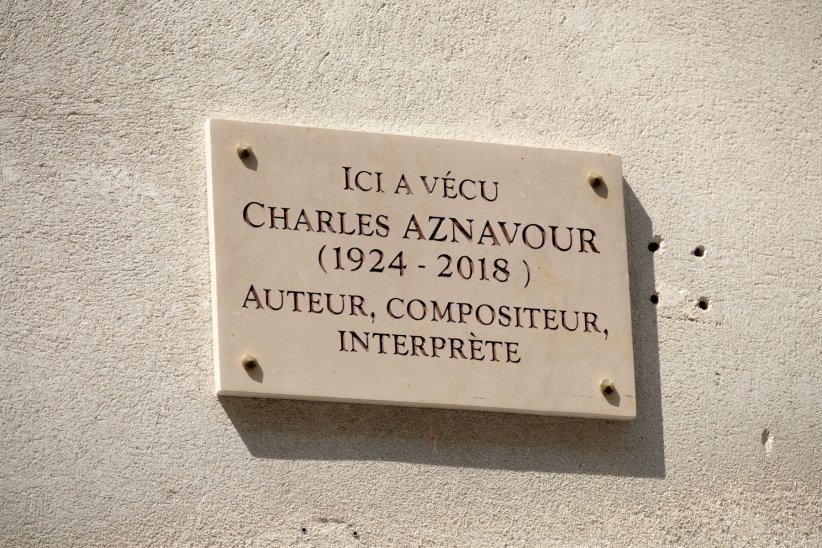 ICI A VÉCU
CHARLES AZNAVOUR
(1924 - 2018 )
AUTEUR, COMPOSITEUR,
INTERPRÈTE